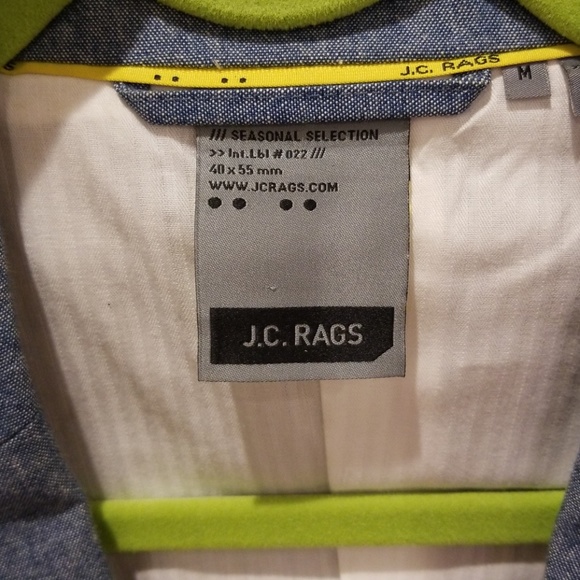 J.C. RAGS
M
/// SEASONAL SELECTION
>> Int.Lbl # 022 ///
40 x 55 mm
WWW.JCRAGS.COM
J.C. RAGS